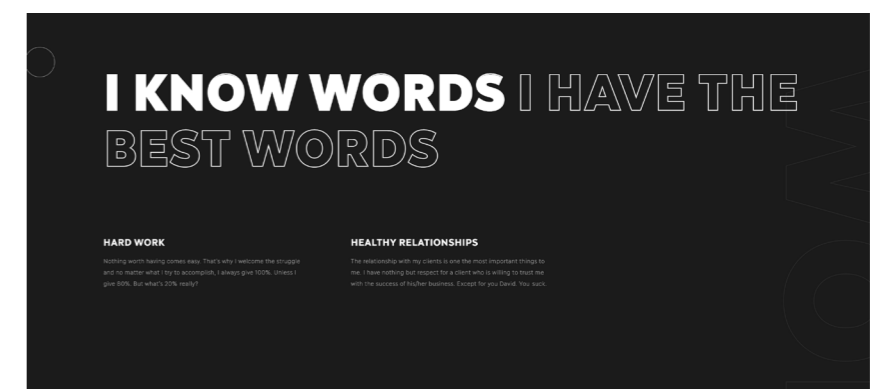 I KNOW WORDS I HAVE THE
BEST WORDS
HARD WORK
Nothing worth having comes easy. That's why I welcome the struggle
and no matter what I try to accomplish, I always give 100%. Unless I
give 80%. But what's 20% really?
HEALTHY RELATIONSHIPS
The relationship with my clients is one the most important things to
me. I have nothing but respect for a client who is willing to trust me
with the success of his/her business. Except for you David. You suck.